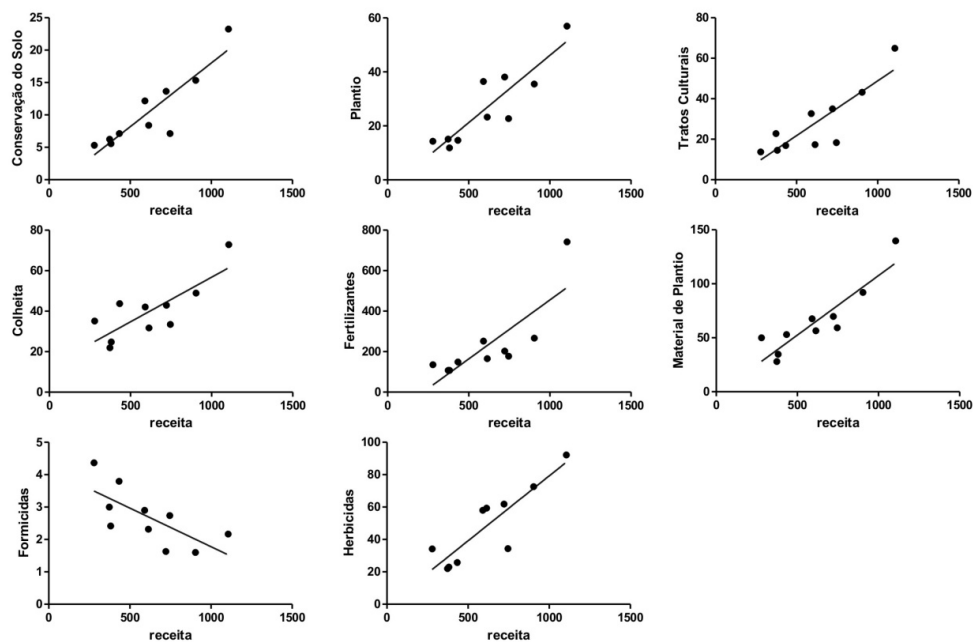 Conservação do Solo
25
20
15
10
5
0
0 500 1000 1500
receita
Plantio
60
40
20
0
0 500 1000 1500
receita
Tratos Culturais
80
60
40
20
0
0 500 1000 1500
receita
Colheita
80
60
40
20
0
0 500 1000 1500
receita
Fertilizantes
800
600
400
200
0
0 500 1000 1500
receita
Material de Plantio
150
100
50
0
0 500 1000 1500
receita
Formicidas
5
4
3
2
1
0
0 500 1000 1500
receita
Herbicidas
100
80
60
40
20
0
0 500 1000 1500
receita